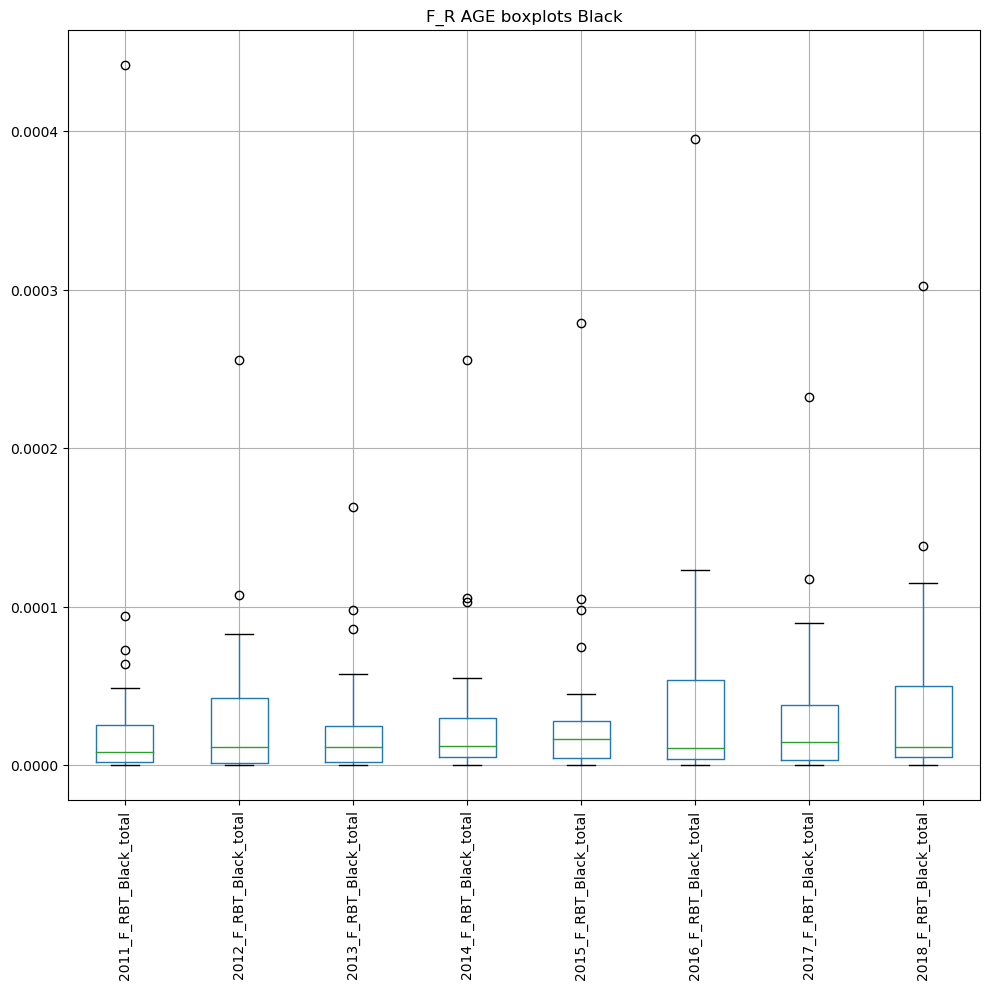 F_R AGE boxplots Black
0.0004
0.0003
0.0002
0.0001
0.0000
2011_F_RBT_Black_total
2012_F_RBT_Black_total
2013_F_RBT_Black_total
2014_F_RBT_Black_total
2015_F_RBT_Black_total
2016_F_RBT_Black_total
2017_F_RBT_Black_total
2018_F_RBT_Black_total